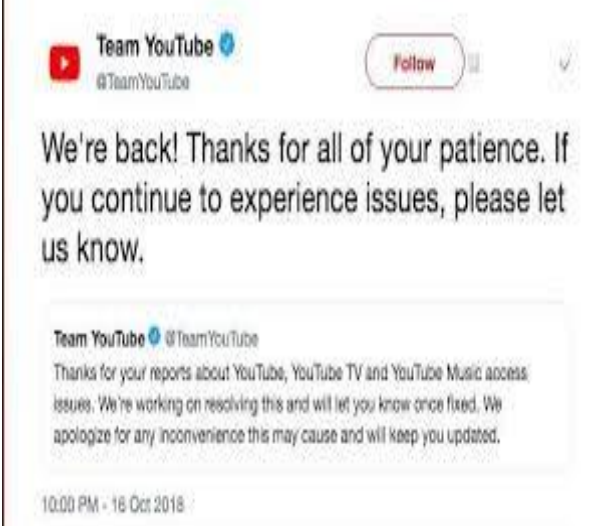 Team YouTube
@TeamYouTube
Follow
We're back! Thanks for all of your patience. If
you continue to experience issues, please let
us know.
Team YouTube @TeamYouTube
Thanks for your reports about YouTube, YouTube TV and YouTube Music access
issues. We're working on resolving this and will let you know once fixed. We
apologize for any inconvenience this may cause and will keep you updated.
10:00 PM - 16 Oct 2018